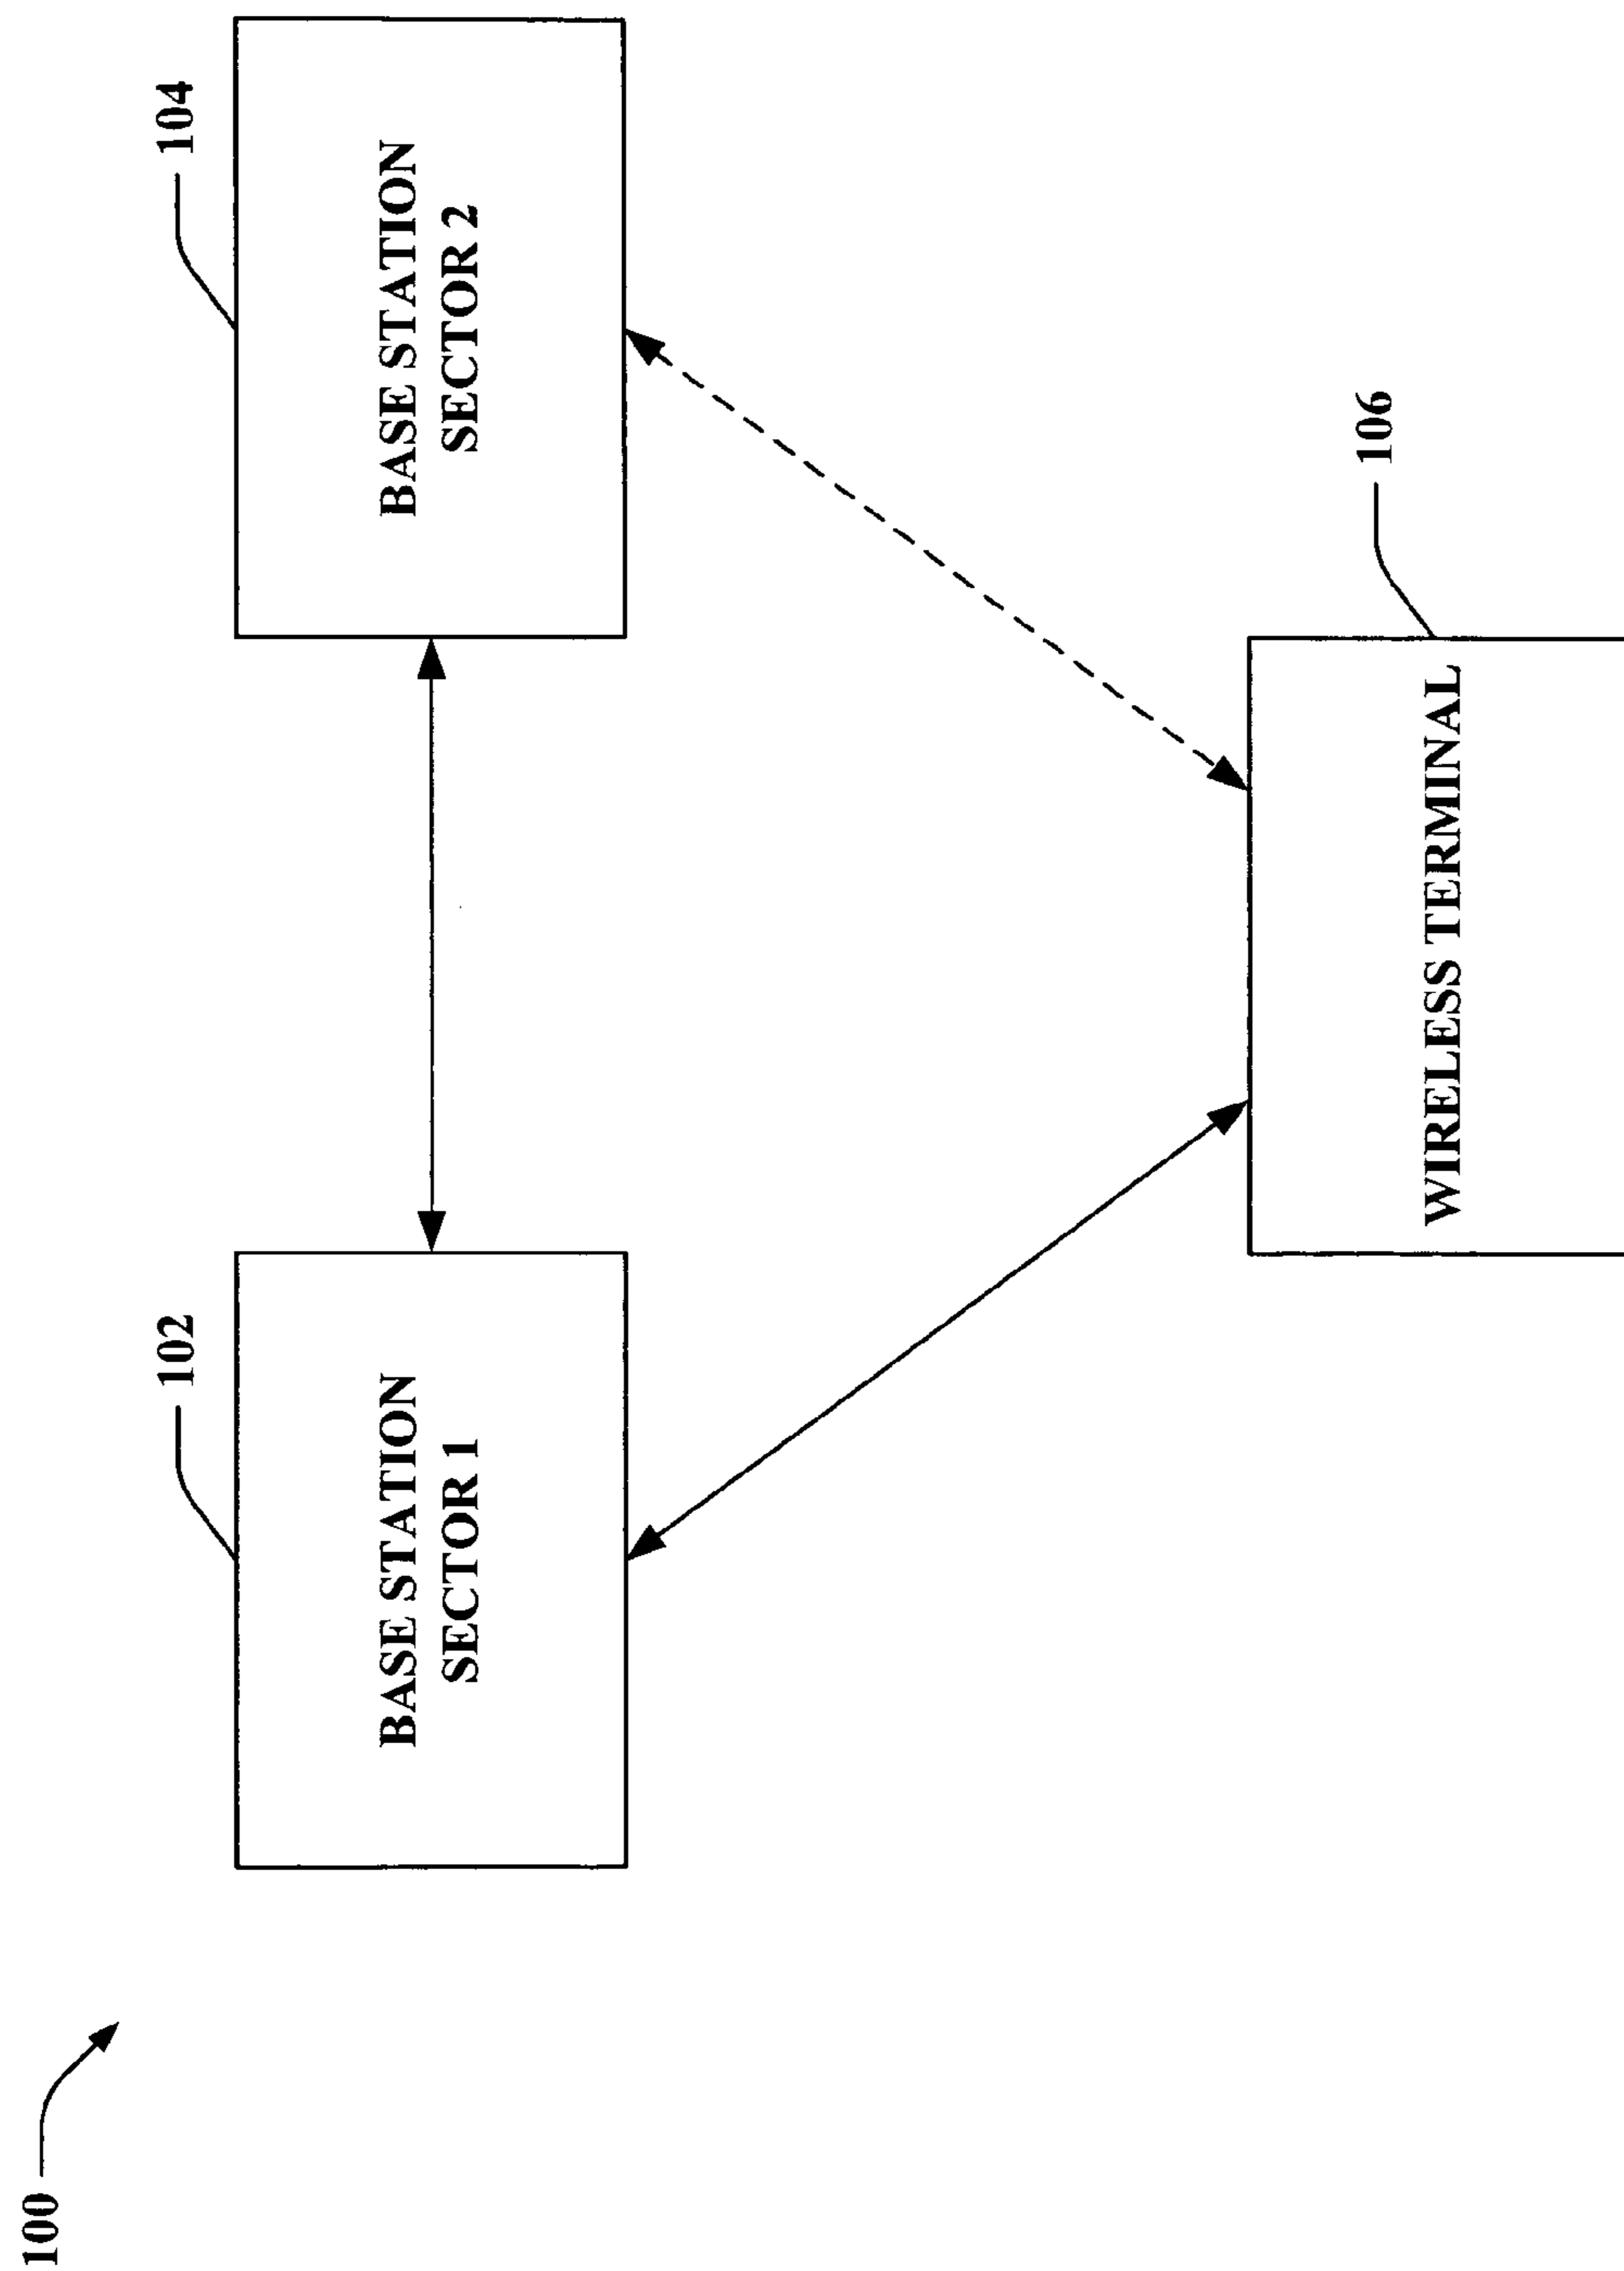 100
102
BASE STATION
SECTOR 1
104
BASE STATION
SECTOR 2
106
WIRELESS TERMINAL